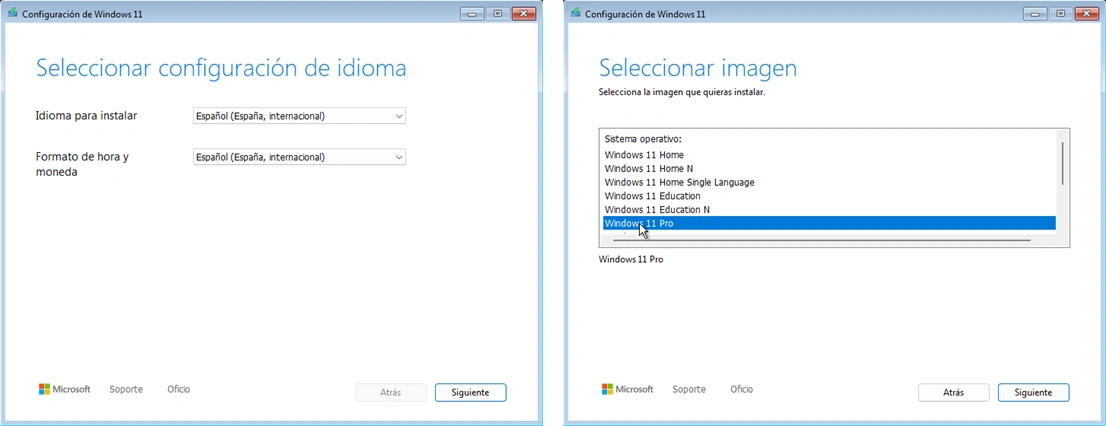 Configuración de Windows 11
Seleccionar configuración de idioma
Idioma para instalar
Español (España, internacional)
Formato de hora y
moneda
Español (España, internacional)
Microsoft
Soporte
Oficio
Atrás
Siguiente
Configuración de Windows 11
Seleccionar imagen
Selecciona la imagen que quieras instalar.
Sistema operativo:
Windows 11 Home
Windows 11 Home N
Windows 11 Home Single Language
Windows 11 Education
Windows 11 Education N
Windows 11 Pro
Windows 11 Pro
Microsoft
Soporte
Oficio
Atrás
Siguiente